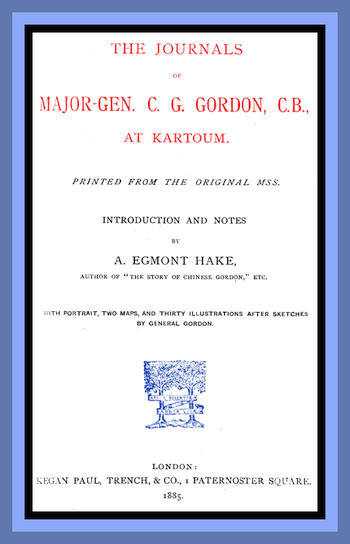 THE JOURNALS
OF
MAJOR-GEN. C. G. GORDON, C.B.,
AT KARTOUM.
PRINTED FROM THE ORIGINAL MSS.
INTRODUCTION AND NOTES
BY
A. EGMONT HAKE,
AUTHOR OF "THE STORY OF CHINESE GORDON," ETC.
WITH PORTRAIT, TWO MAPS, AND THIRTY ILLUSTRATIONS AFTER SKETCHES
BY GENERAL GORDON.
LONDON:
KEGAN PAUL, TRENCH, & CO., 1 PATERNOSTER SQUARE.
1885.